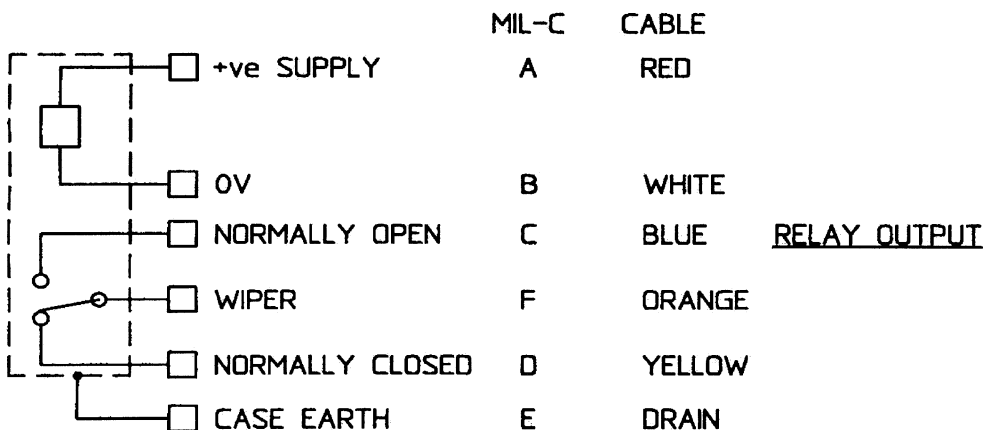 MIL-C CABLE
+ve SUPPLY A RED
0V B WHITE
NORMALLY OPEN C BLUE RELAY OUTPUT
WIPER F ORANGE
NORMALLY CLOSED D YELLOW
CASE EARTH E DRAIN